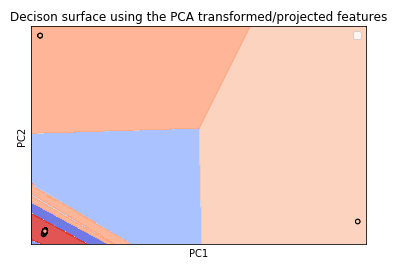 Decison surface using the PCA transformed/projected features
PC2
PC1